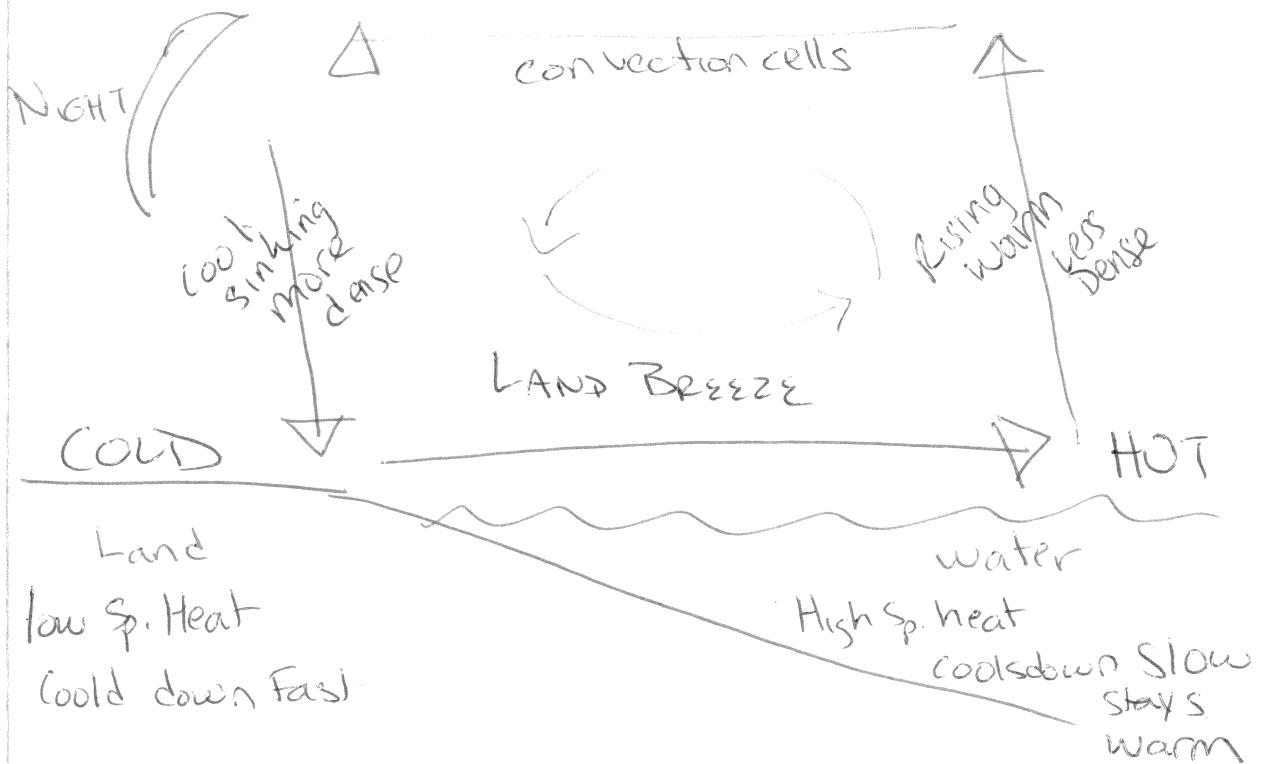 NIGHT
convection cells
cool
sinking
more
dense
Rising
warm
Less
Dense
LAND BREEZE
COLD
HOT
Land
low Sp. Heat
Coold down Fast
water
High Sp. heat
coolsdown Slow
stays
warm